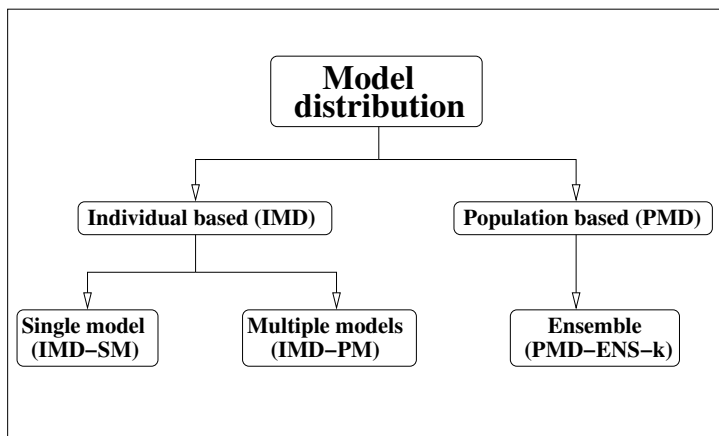 Model
distribution
Individual based (IMD)
Population based (PMD)
Single model
(IMD−SM)
Multiple models
(IMD−PM)
Ensemble
(PMD−ENS−k)